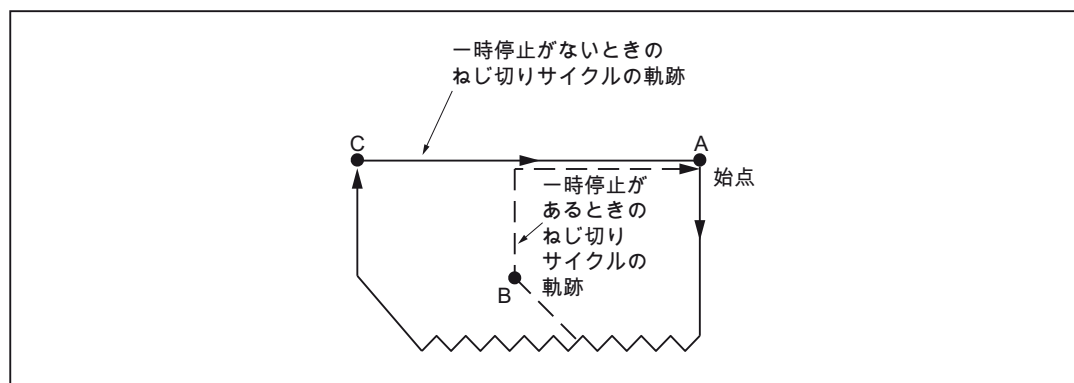 一時停止がないときの
ねじ切りサイクルの軌跡
C
A
始点
一時停止が
あるときの
ねじ切り
サイクルの
軌跡
B